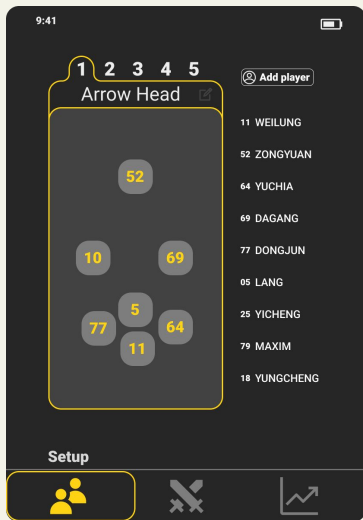 9:41
1 2 3 4 5
Arrow Head
Add player
11 WEILUNG
52 ZONGYUAN
64 YUCHIA
69 DAGANG
77 DONGJUN
05 LANG
25 YICHENG
79 MAXIM
18 YUNGCHENG
52
10
69
5
77
64
11
Setup